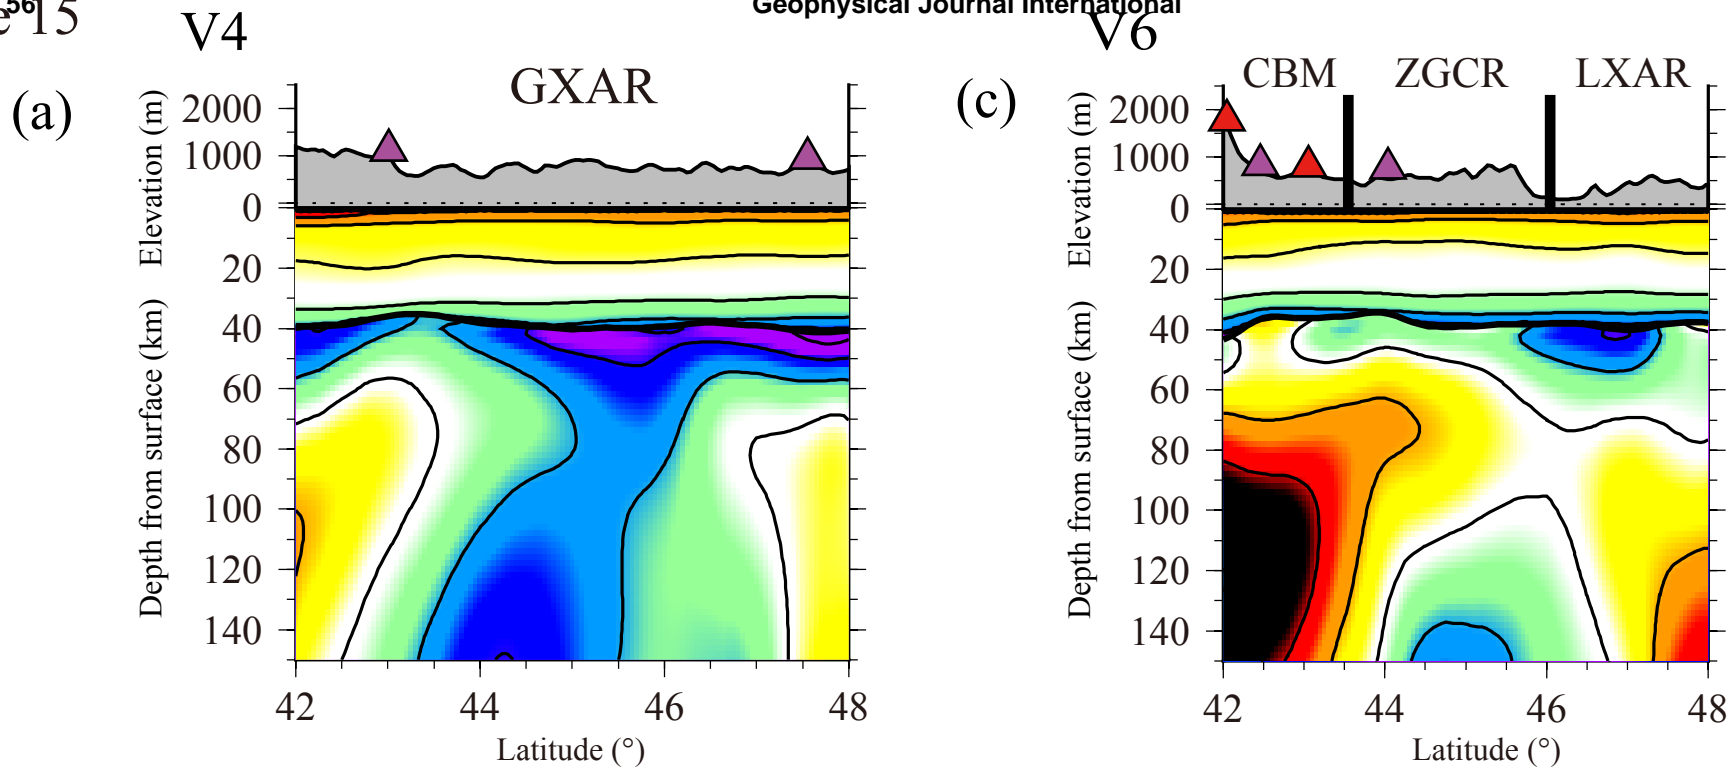 56
Geophysical Journal International
e 15
V4
V6
(a)
GXAR
Elevation (m)
2000
1000
0
20
40
60
80
100
120
140
Depth from surface (km)
42
44
46
48
Latitude (°)
(c)
CBM
ZGCR
LXAR
Elevation (m)
2000
1000
0
20
40
60
80
100
120
140
Depth from surface (km)
42
44
46
48
Latitude (°)